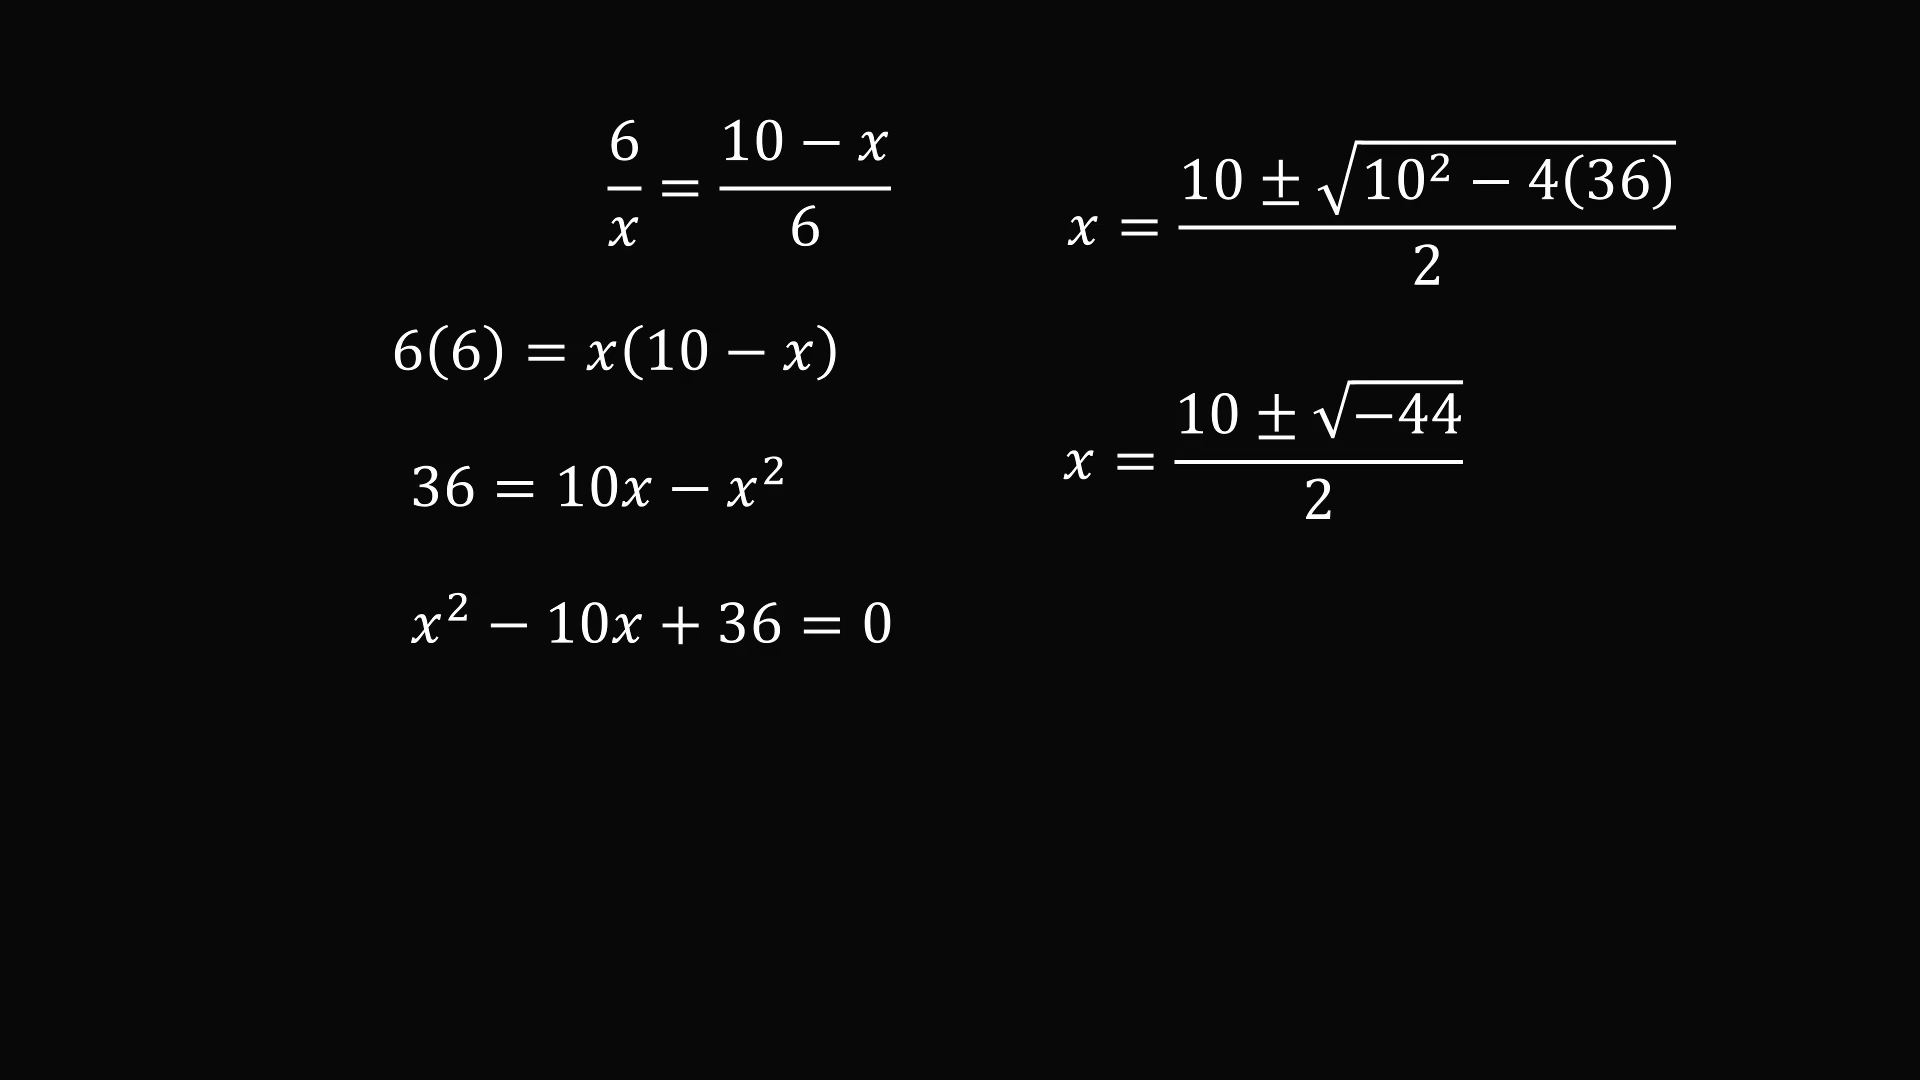 6/x = (10 − x)/6
6(6) = x(10 − x)
36 = 10x − x²
x² − 10x + 36 = 0
x = (10 ± √(10² − 4(36)))/2
x = (10 ± √(−44))/2